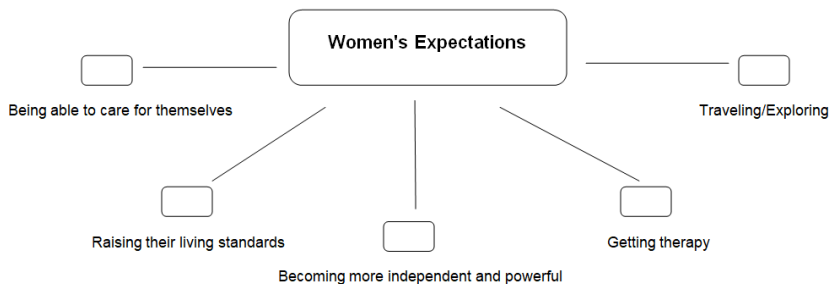 Women's Expectations
Being able to care for themselves
Traveling/Exploring
Raising their living standards
Getting therapy
Becoming more independent and powerful